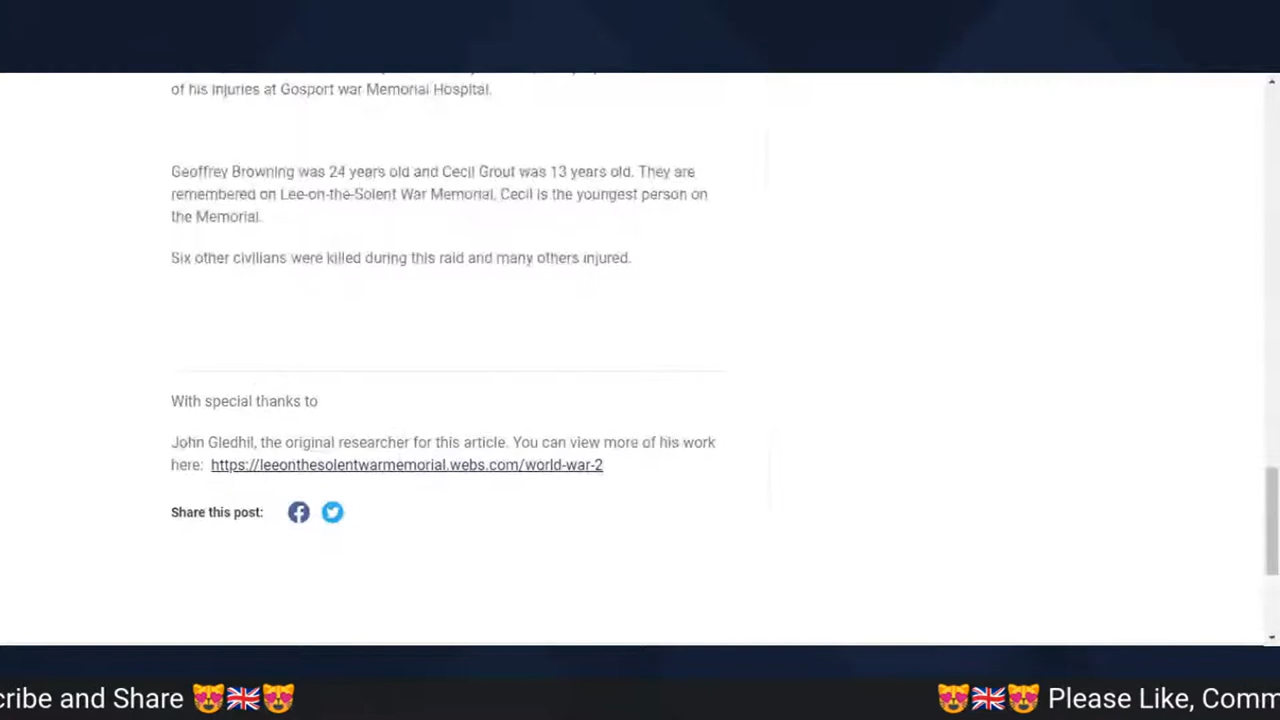 of his injuries at Gosport war Memorial Hospital.
Geoffrey Browning was 24 years old and Cecil Grout was 13 years old. They are
remembered on Lee-on-the-Solent War Memorial, Cecil is the youngest person on
the Memorial.
Six other civilians were killed during this raid and many others injured.
With special thanks to
John Gledhil, the original researcher for this article. You can view more of his work
here: https://leeonthesolentwarmemorial.webs.com/world-war-2
Share this post:
cribe and Share 😻🇬🇧😻 😻🇬🇧😻 Please Like, Comm